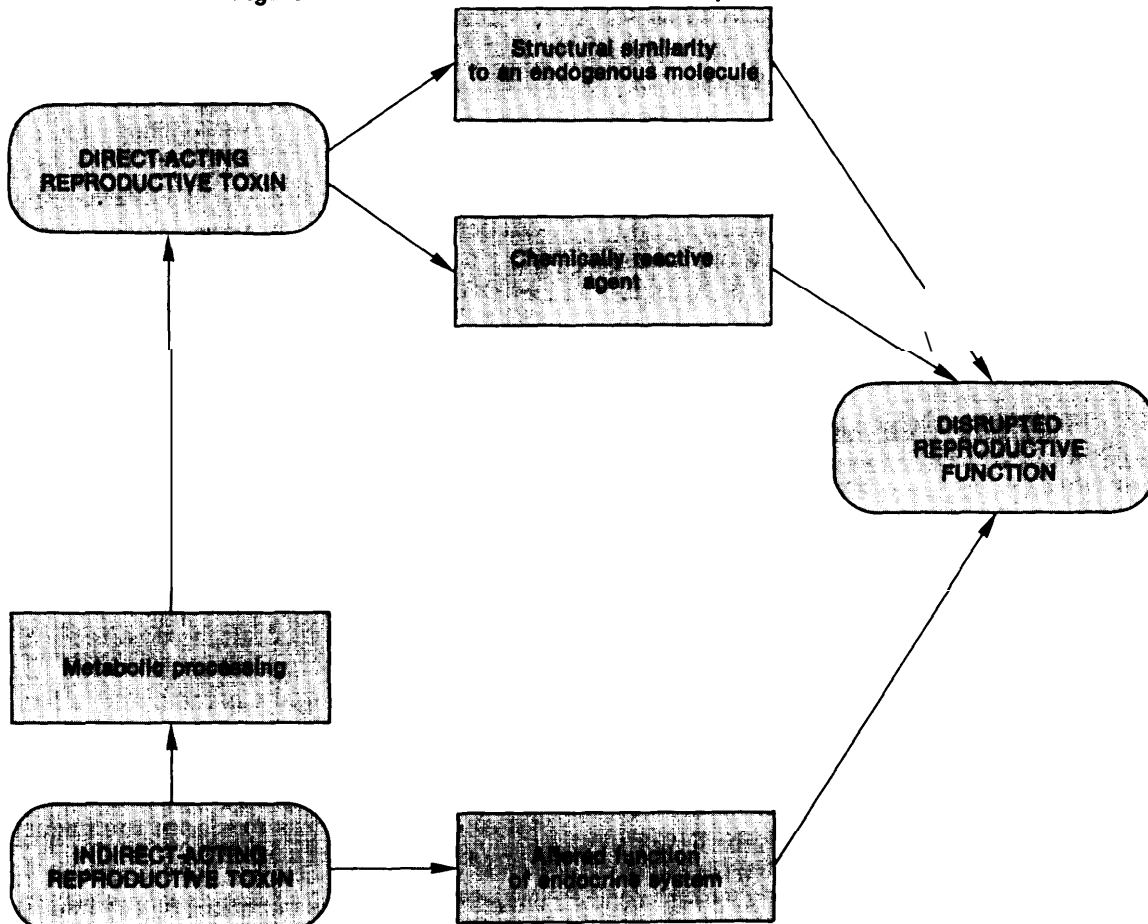 Structural similarity
to an endogenous molecule
DIRECT-ACTING
REPRODUCTIVE TOXIN
Chemically reactive
agent
DISRUPTED
REPRODUCTIVE
FUNCTION
Metabolic processing
INDIRECT-ACTING
REPRODUCTIVE TOXIN
Altered function
of endocrine system